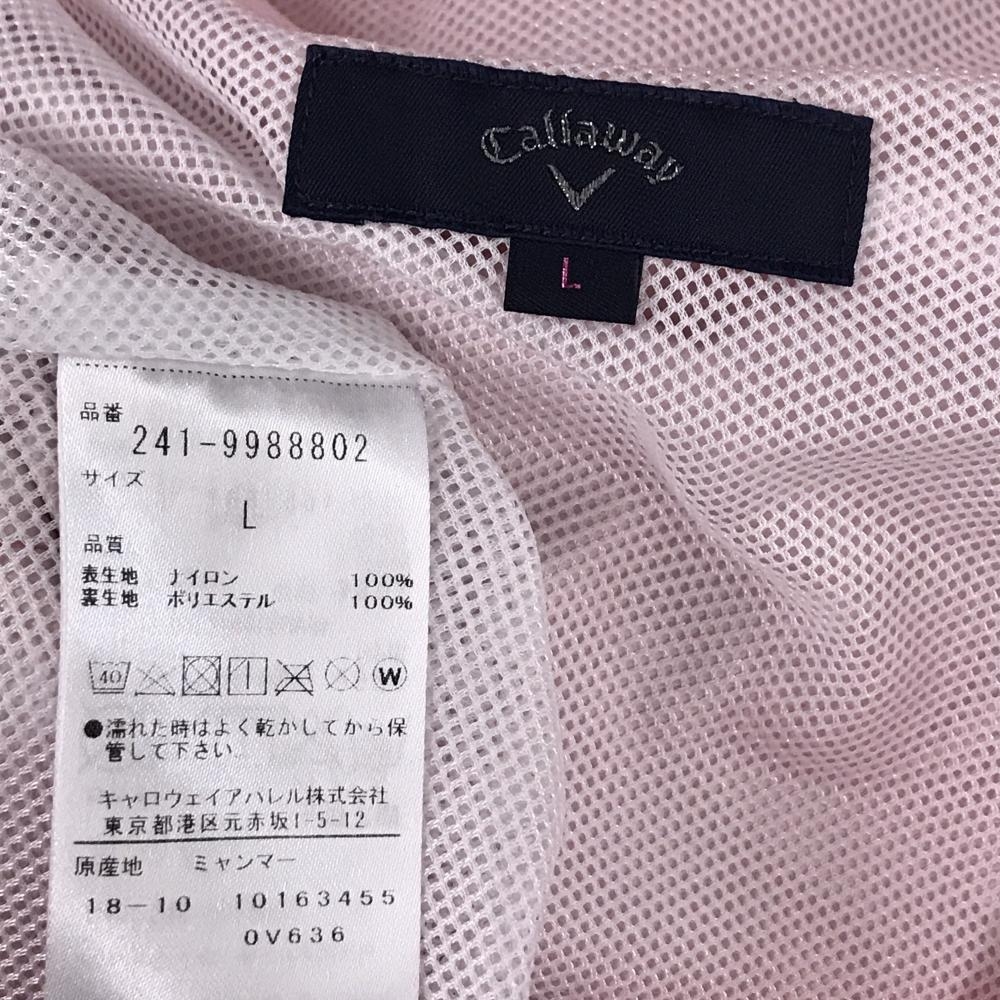 Callaway
L
品番
241-9988802
サイズ
L
品質
表生地 ナイロン 100%
裏生地 ポリエステル 100%
40 W
●濡れた時はよく乾かしてから保
管して下さい.
キャロウェイアパレル株式会社
東京都港区元赤坂1-5-12
原産地 ミャンマー
18-10 10163455
0V636